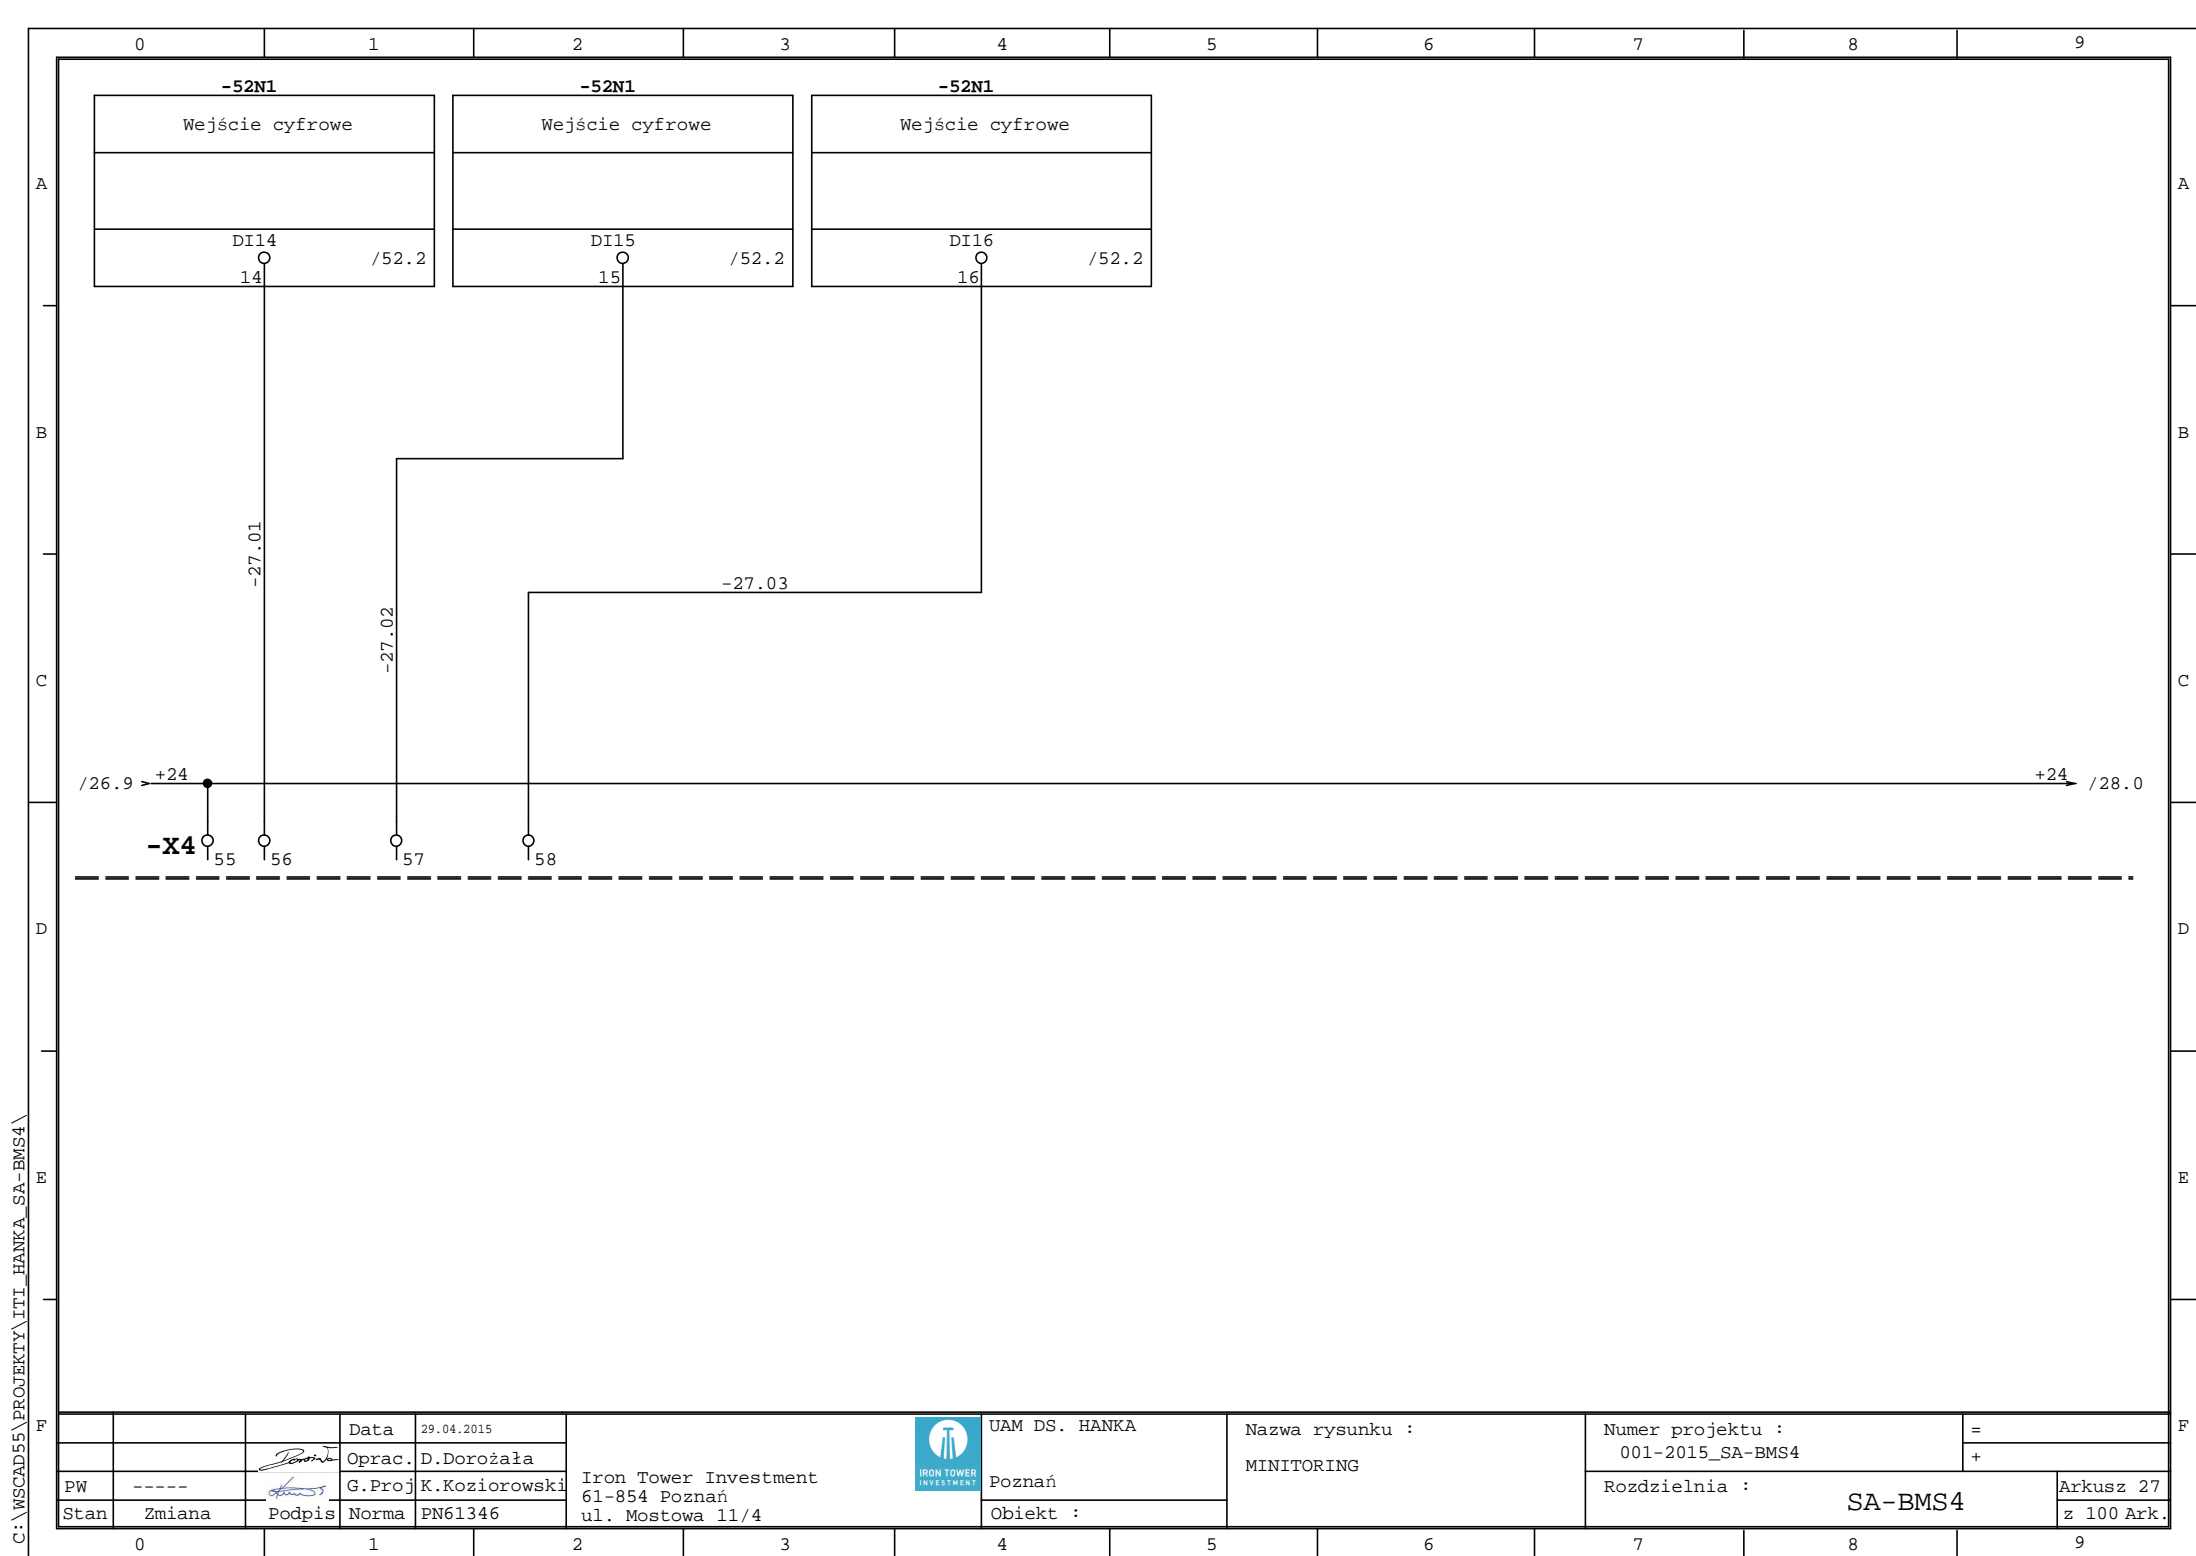 0 1 2 3 4 5 6 7 8 9
-52N1 -52N1 -52N1
Wejście cyfrowe Wejście cyfrowe Wejście cyfrowe
A A
DI14 DI15 DI16
/52.2 /52.2 /52.2
14 15 16
B B
-27.01
-27.03
-27.02
C C
/26.9 +24 +24 /28.0
-X4 55 56 57 58
D D
E E
C:\WSCAD55\PROJEKTY\ITI_HANKA_SA-BMS4\
F F
Data 29.04.2015
Oprac. D.Dorożała
PW ----- G.Proj K.Koziorowski
Stan Zmiana Podpis Norma PN61346
Iron Tower Investment
61-854 Poznań
ul. Mostowa 11/4
IRON TOWER
INVESTMENT
UAM DS. HANKA
Poznań
Obiekt :
Nazwa rysunku :
MINITORING
Numer projektu :
001-2015_SA-BMS4
=
+
Rozdzielnia :
SA-BMS4
Arkusz 27
z 100 Ark.
0 1 2 3 4 5 6 7 8 9